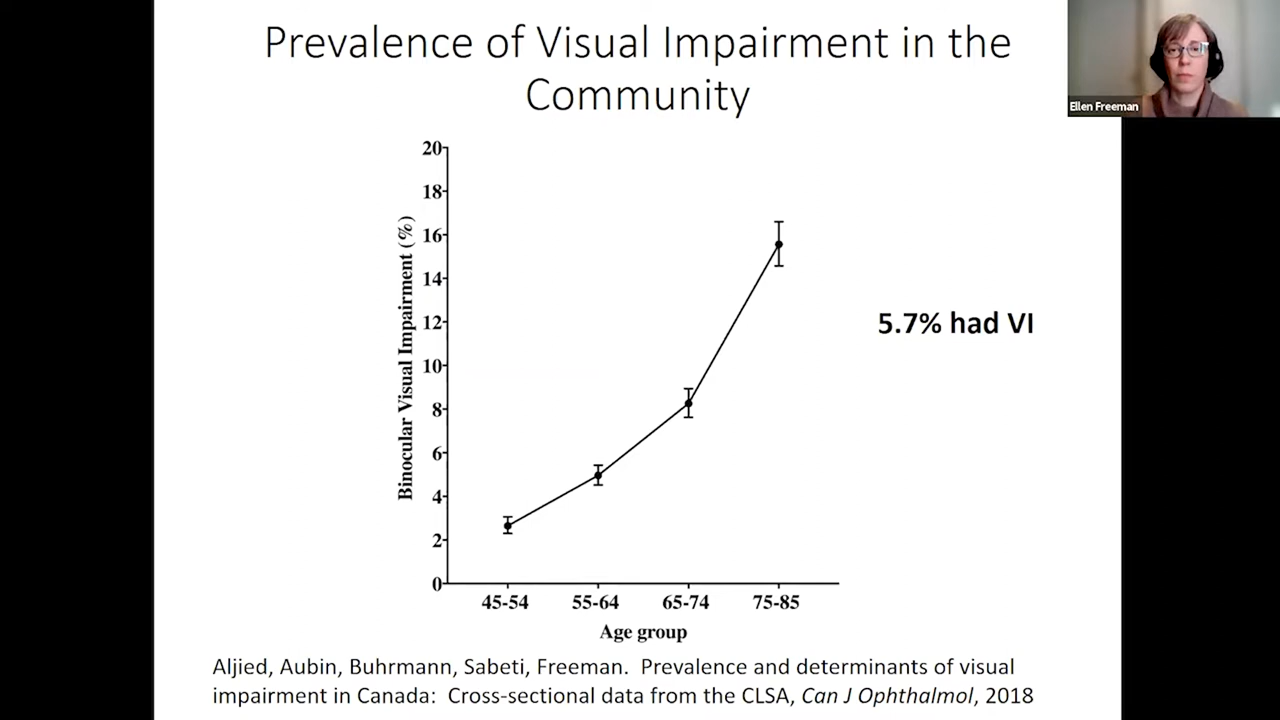 Prevalence of Visual Impairment in the
Community
Ellen Freeman
20
18
16
14
12
10
8
6
4
2
0
Binocular Visual Impairment (%)
5.7% had VI
45-54 55-64 65-74 75-85
Age group
Aljied, Aubin, Buhrmann, Sabeti, Freeman. Prevalence and determinants of visual
impairment in Canada: Cross-sectional data from the CLSA, Can J Ophthalmol, 2018